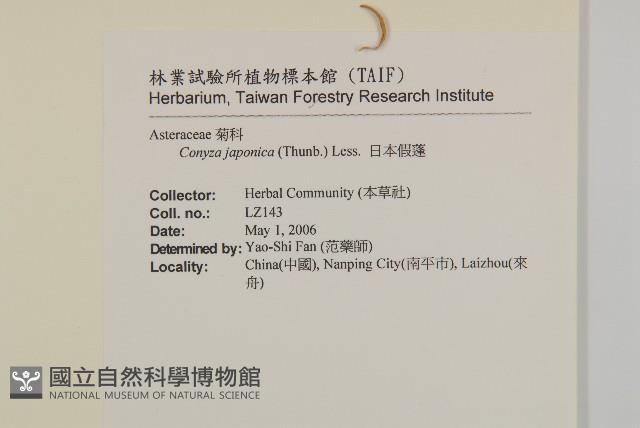 林業試驗所植物標本館 (TAIF)
Herbarium, Taiwan Forestry Research Institute
Asteraceae 菊科
Conyza japonica (Thunb.) Less. 日本假蓬
Collector: Herbal Community (本草社)
Coll. no.: LZ143
Date: May 1, 2006
Determined by: Yao-Shi Fan (范藥師)
Locality: China(中國), Nanping City(南平市), Laizhou(來
舟)
國立自然科學博物館
NATIONAL MUSEUM OF NATURAL SCIENCE